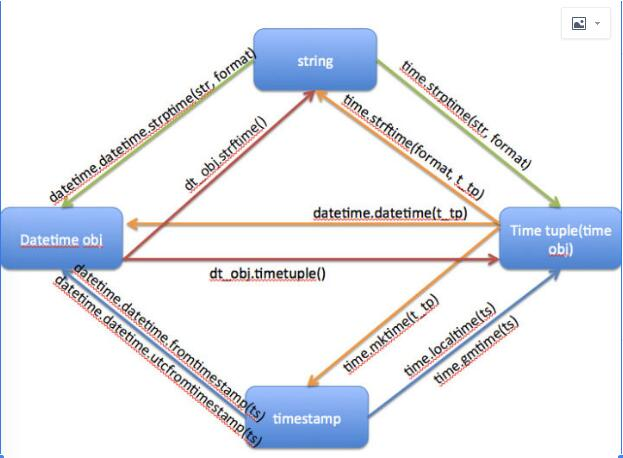 string
datetime.datetime.strptime(str, format)
time.strptime(str, format)
dt_obj.strftime()
time.strftime(format, t_tp)
datetime.datetime(t_tp)
Datetime obj
Time tuple(time
obj)
dt_obj.timetuple()
datetime.datetime.fromtimestamp(ts)
datetime.datetime.utcfromtimestamp(ts)
time.mktime(t_tp)
time.localtime(ts)
time.gmtime(ts)
timestamp